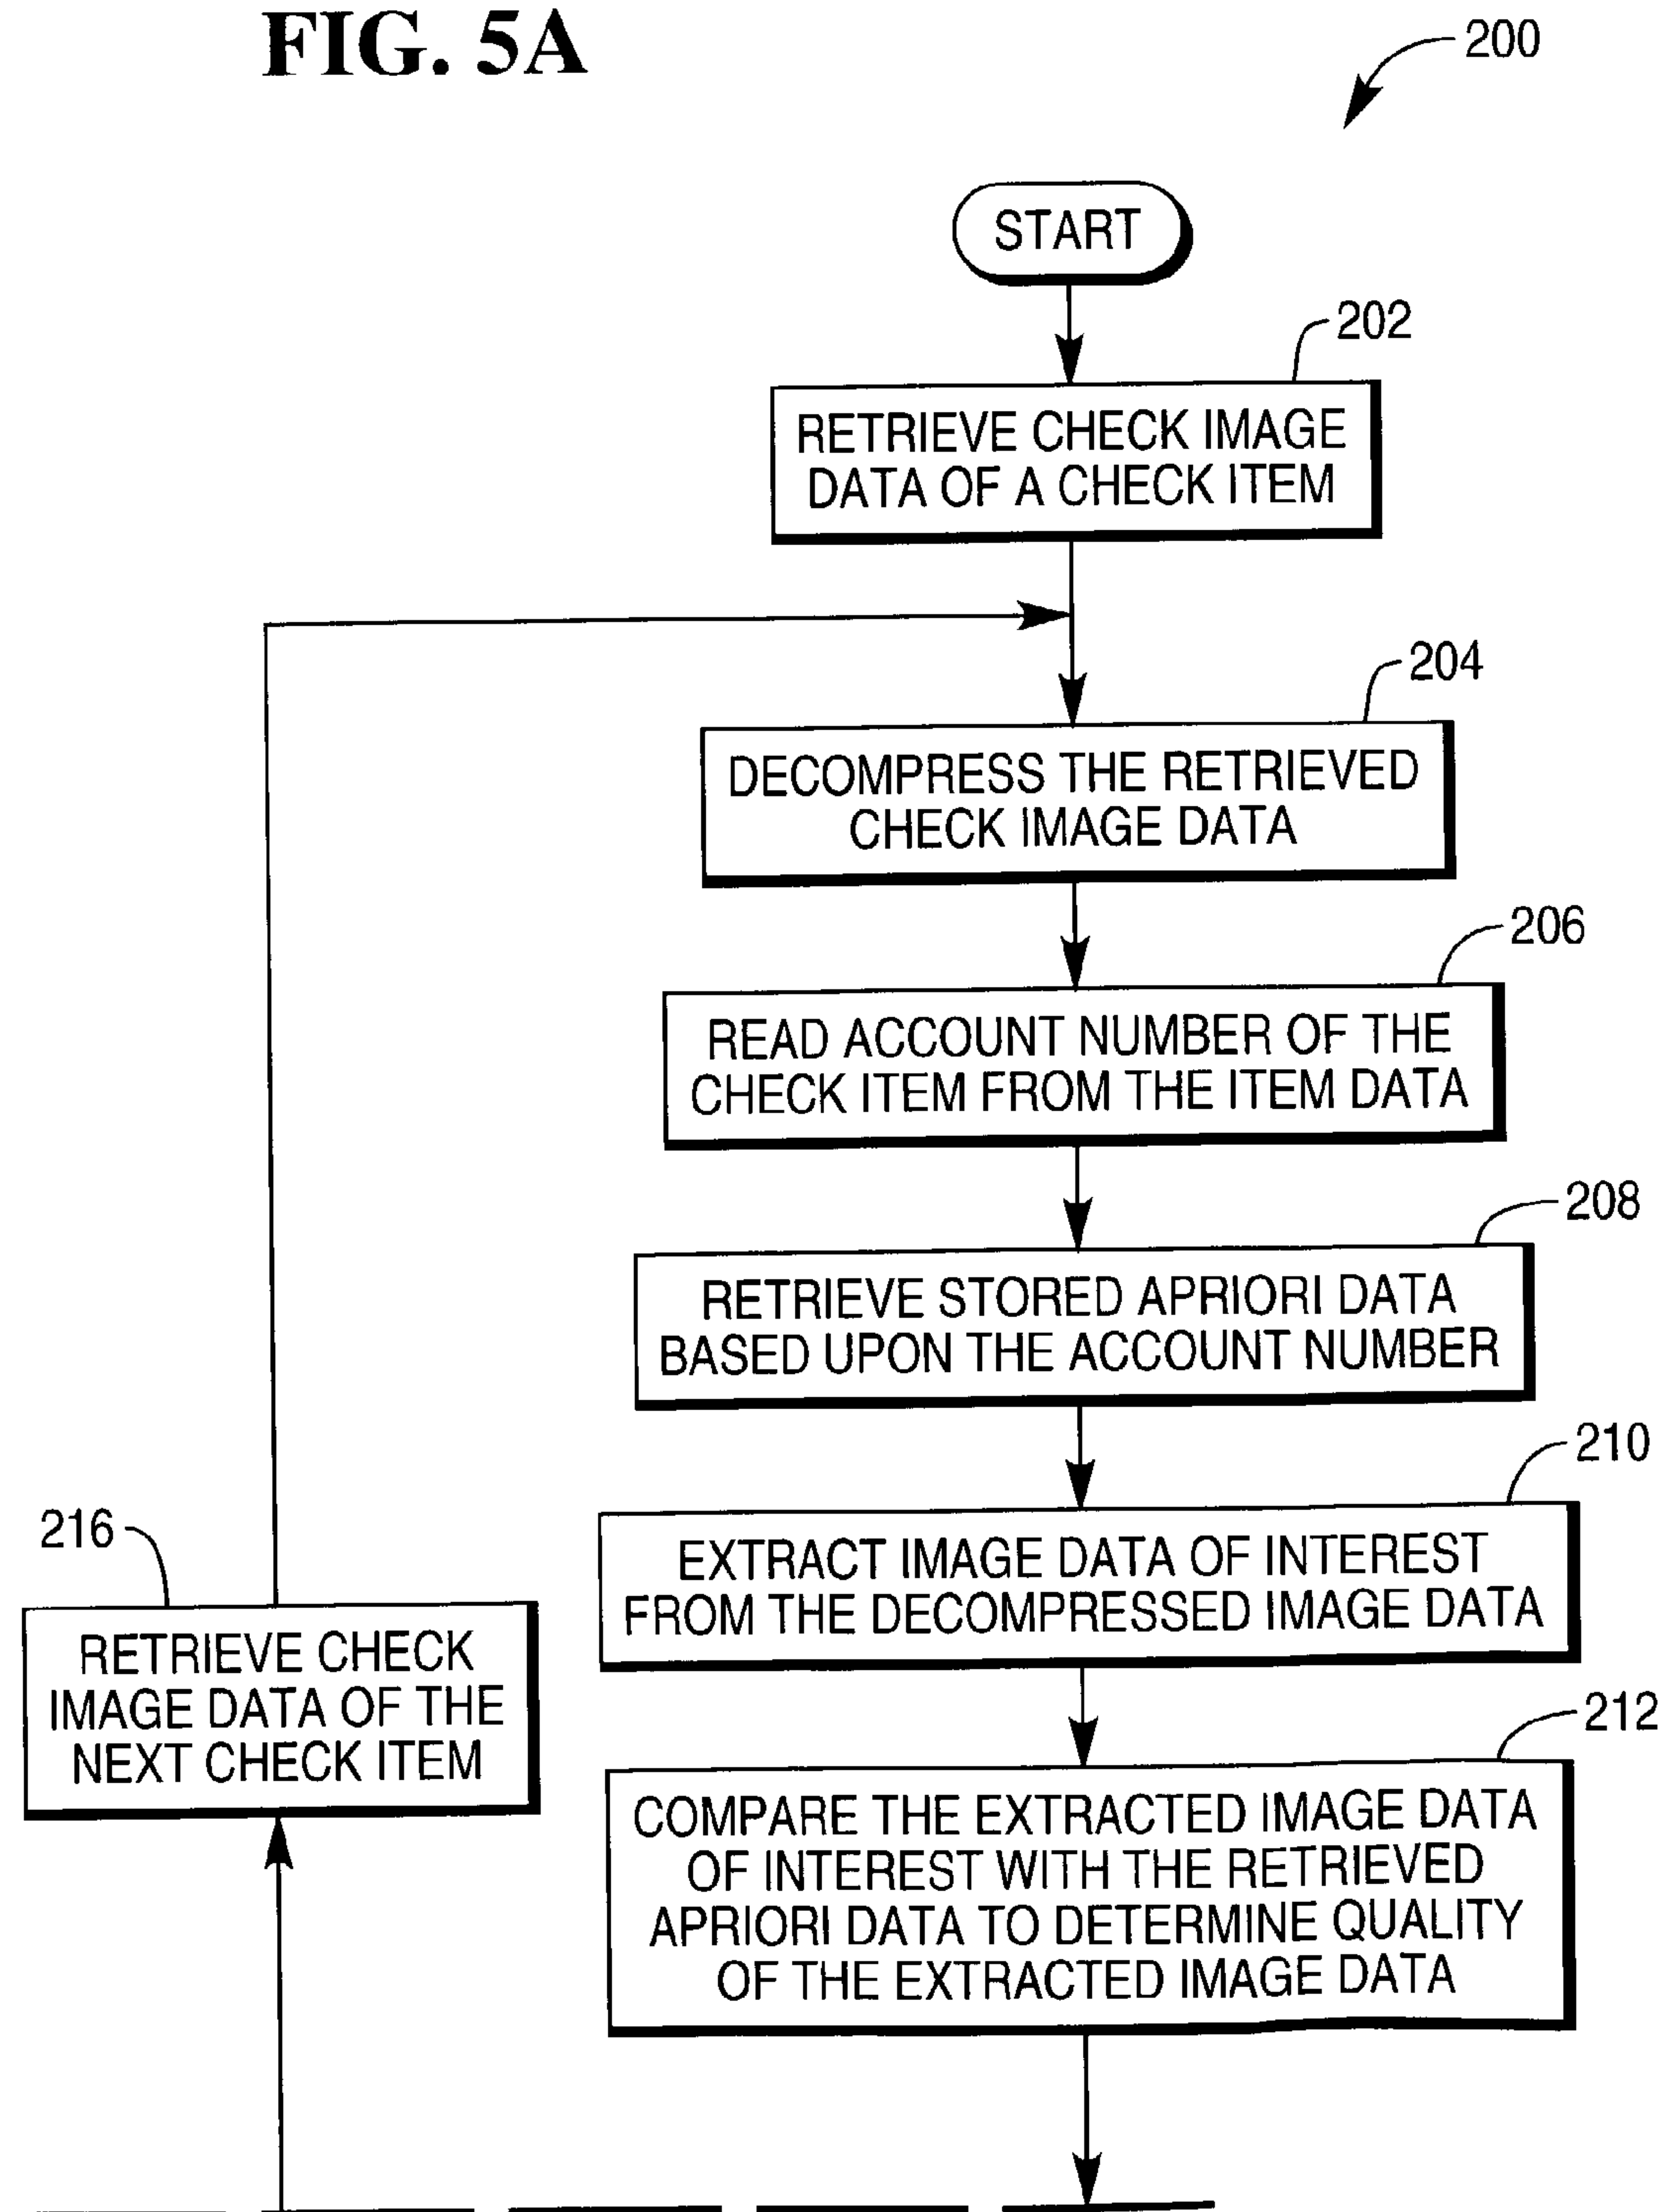 FIG. 5A
200
START
202
RETRIEVE CHECK IMAGE
DATA OF A CHECK ITEM
204
DECOMPRESS THE RETRIEVED
CHECK IMAGE DATA
206
READ ACCOUNT NUMBER OF THE
CHECK ITEM FROM THE ITEM DATA
208
RETRIEVE STORED APRIORI DATA
BASED UPON THE ACCOUNT NUMBER
210
EXTRACT IMAGE DATA OF INTEREST
FROM THE DECOMPRESSED IMAGE DATA
216
RETRIEVE CHECK
IMAGE DATA OF THE
NEXT CHECK ITEM
212
COMPARE THE EXTRACTED IMAGE DATA
OF INTEREST WITH THE RETRIEVED
APRIORI DATA TO DETERMINE QUALITY
OF THE EXTRACTED IMAGE DATA